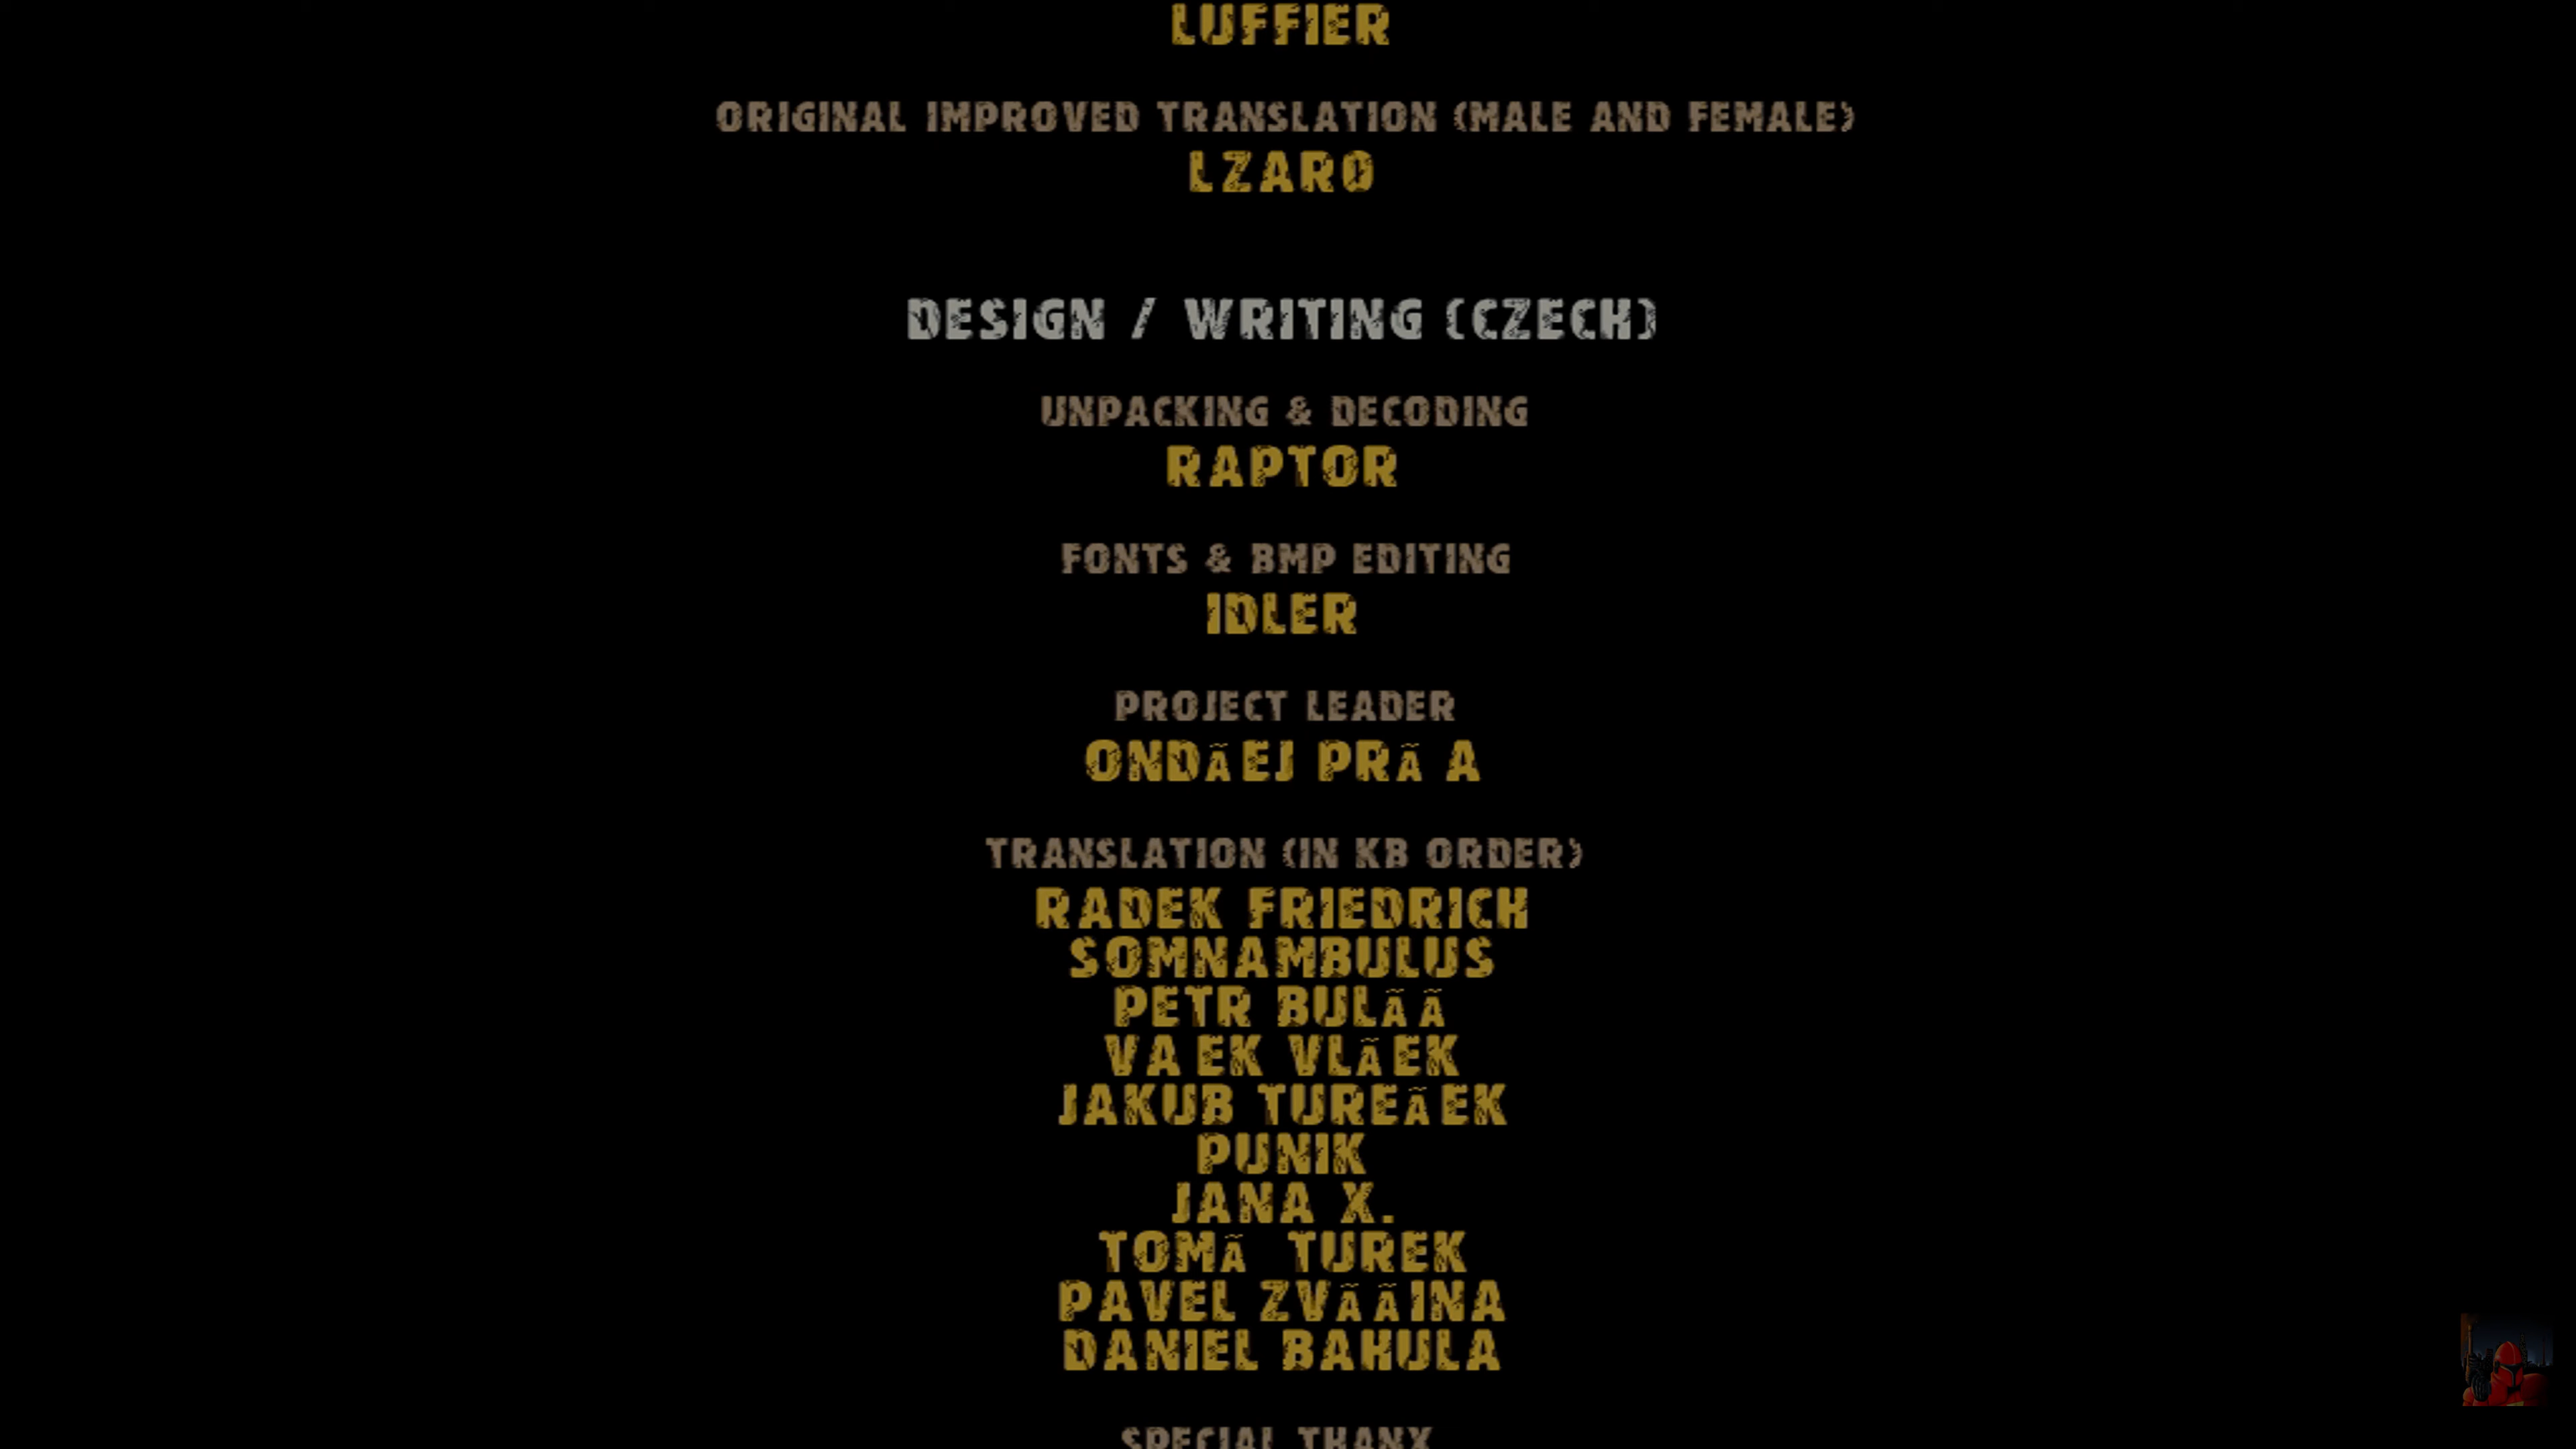 LUFFIER
ORIGINAL IMPROVED TRANSLATION (MALE AND FEMALE)
LZARO
DESIGN / WRITING (CZECH)
UNPACKING & DECODING
RAPTOR
FONTS & BMP EDITING
IDLER
PROJECT LEADER
ONDÃEJ PRÃ A
TRANSLATION (IN KB ORDER)
RADEK FRIEDRICH
SOMNAMBULUS
PETR BULÃÃ
VA EK VLÃEK
JAKUB TUREÃEK
PUNIK
JANA X.
TOMÃ TUREK
PAVEL ZVÃÃINA
DANIEL BAHULA
SPECIAL THANX